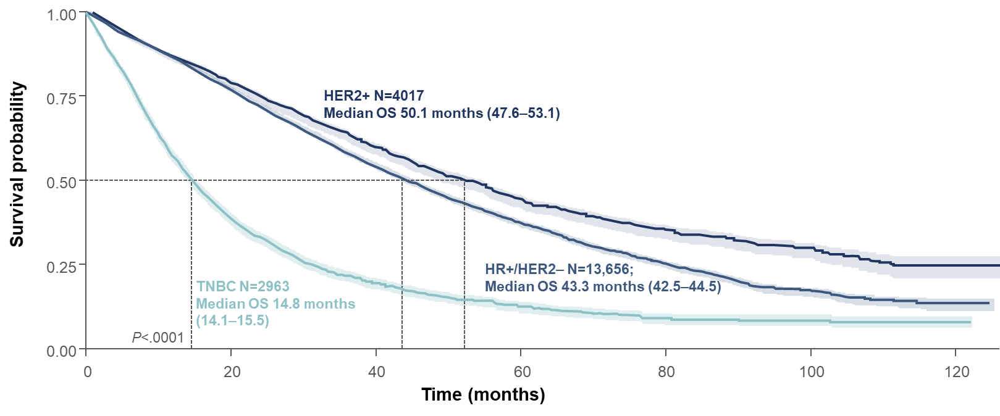 1.00
0.75
0.50
0.25
0.00
Survival probability
HER2+ N=4017
Median OS 50.1 months (47.6–53.1)
HR+/HER2– N=13,656;
Median OS 43.3 months (42.5–44.5)
TNBC N=2963
Median OS 14.8 months
(14.1–15.5)
P<.0001
0 20 40 60 80 100 120
Time (months)